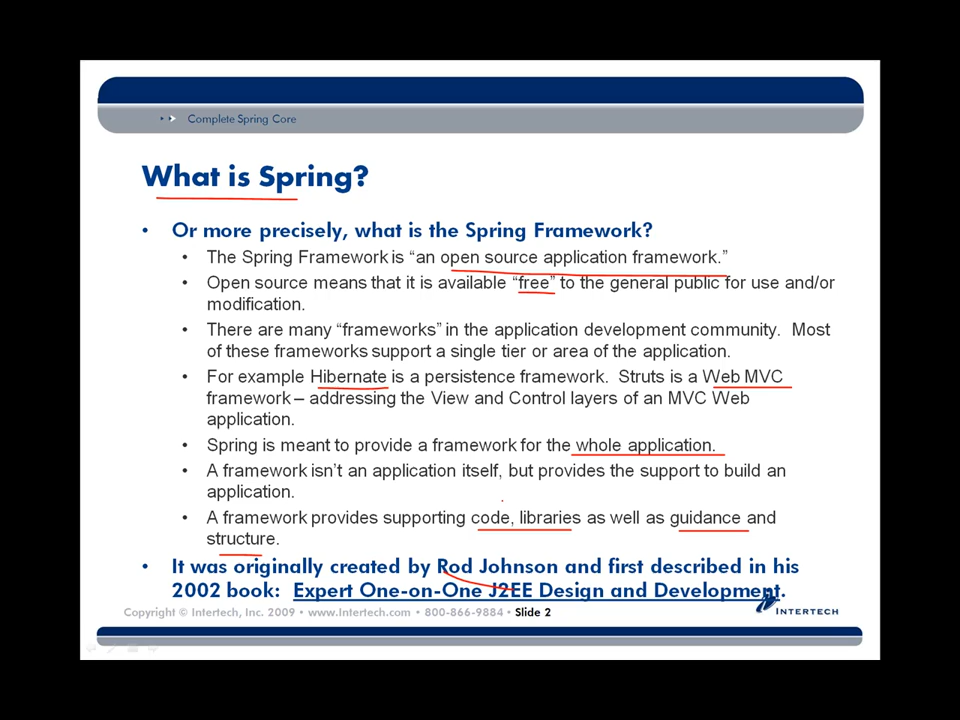 Complete Spring Core
What is Spring?
• Or more precisely, what is the Spring Framework?
• The Spring Framework is “an open source application framework.”
• Open source means that it is available “free” to the general public for use and/or
modification.
• There are many “frameworks” in the application development community.  Most
of these frameworks support a single tier or area of the application.
• For example Hibernate is a persistence framework.  Struts is a Web MVC
framework – addressing the View and Control layers of an MVC Web
application.
• Spring is meant to provide a framework for the whole application.
• A framework isn’t an application itself, but provides the support to build an
application.
• A framework provides supporting code, libraries as well as guidance and
structure.
• It was originally created by Rod Johnson and first described in his
2002 book:  Expert One-on-One J2EE Design and Development.
Copyright © Intertech, Inc. 2009 • www.Intertech.com • 800-866-9884 • Slide 2
INTERTECH